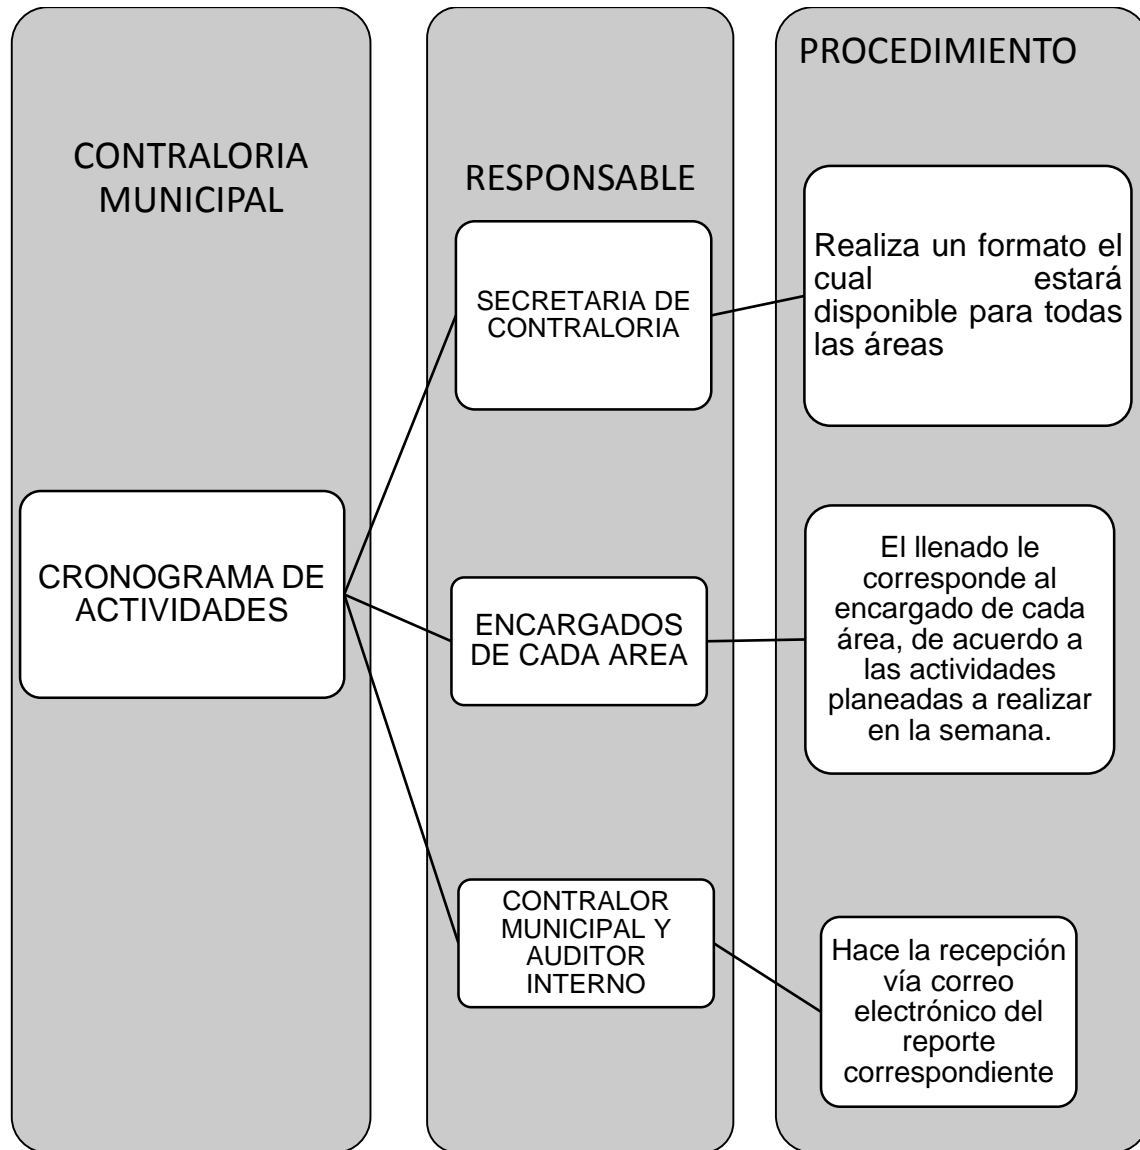 CONTRALORIA
MUNICIPAL
CRONOGRAMA DE
ACTIVIDADES
RESPONSABLE
SECRETARIA DE
CONTRALORIA
ENCARGADOS
DE CADA AREA
CONTRALOR
MUNICIPAL Y
AUDITOR
INTERNO
PROCEDIMIENTO
Realiza un formato el
cual estará
disponible para todas
las áreas
El llenado le
corresponde al
encargado de cada
área, de acuerdo a
las actividades
planeadas a realizar
en la semana.
Hace la recepción
vía correo
electrónico del
reporte
correspondiente